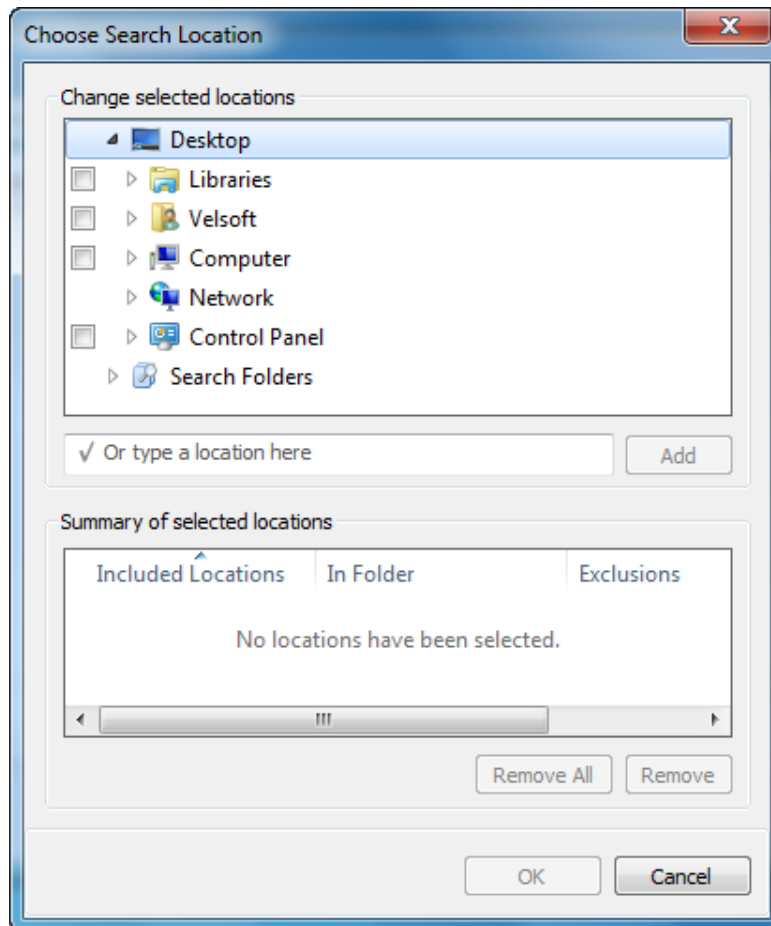 Choose Search Location
Change selected locations
Desktop
Libraries
Velsoft
Computer
Network
Control Panel
Search Folders
√ Or type a location here Add
Summary of selected locations
Included Locations In Folder Exclusions
No locations have been selected.
Remove All Remove
OK Cancel